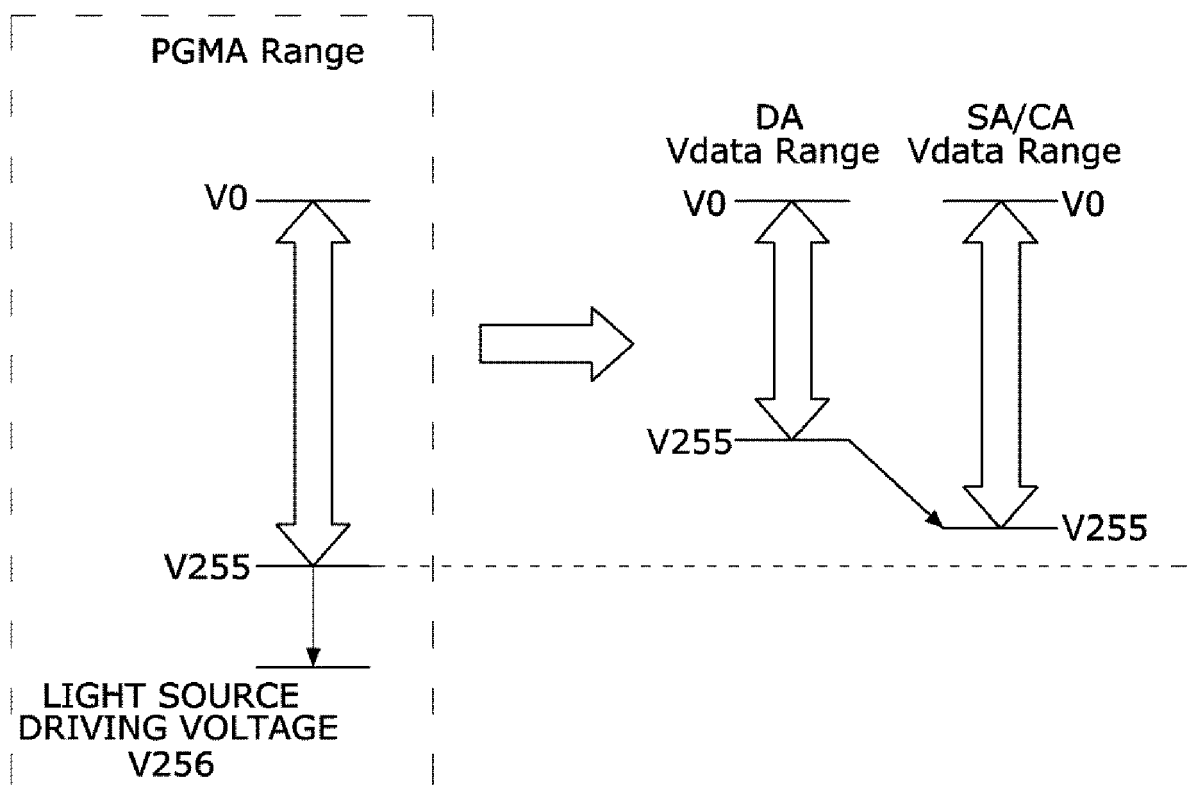 PGMA Range
V0
V255
LIGHT SOURCE
DRIVING VOLTAGE
V256
DA
Vdata Range
V0
V255
SA/CA
Vdata Range
V0
V255